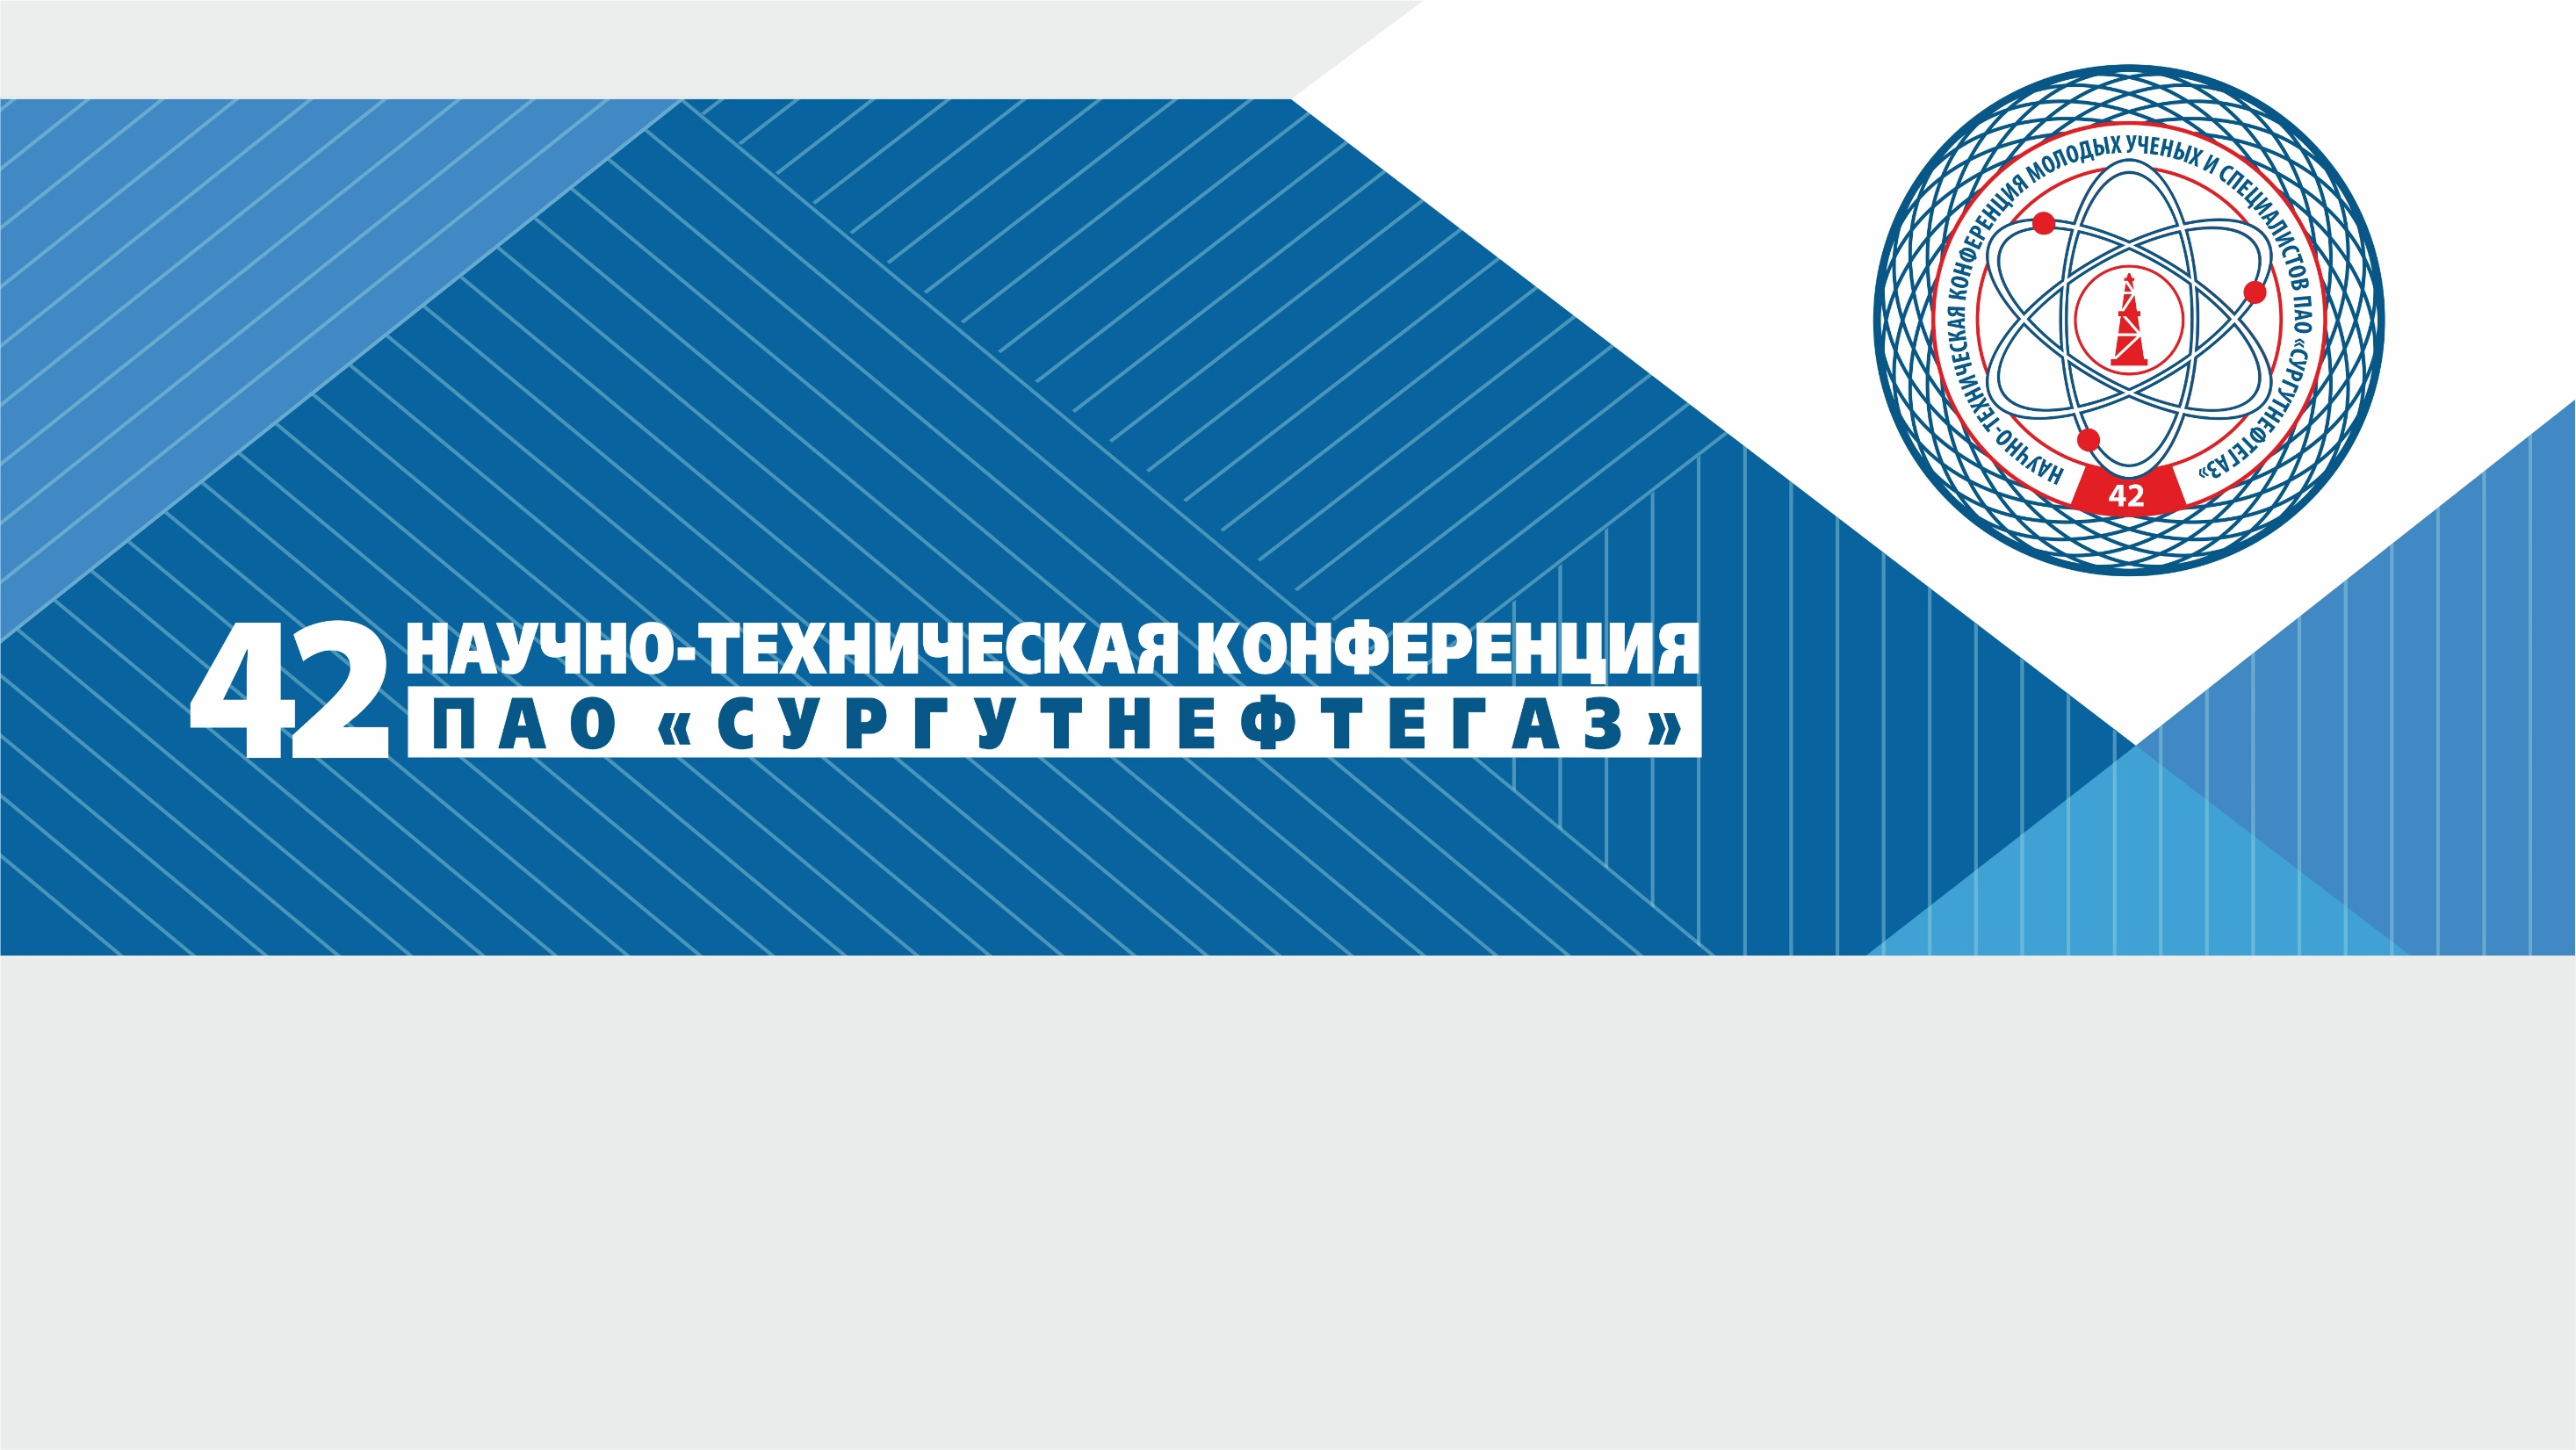 НАУЧНО-ТЕХНИЧЕСКАЯ КОНФЕРЕНЦИЯ МОЛОДЫХ УЧЕНЫХ И СПЕЦИАЛИСТОВ ПАО «СУРГУТНЕФТЕГАЗ»
42
42 НАУЧНО-ТЕХНИЧЕСКАЯ КОНФЕРЕНЦИЯ
ПАО «СУРГУТНЕФТЕГАЗ»